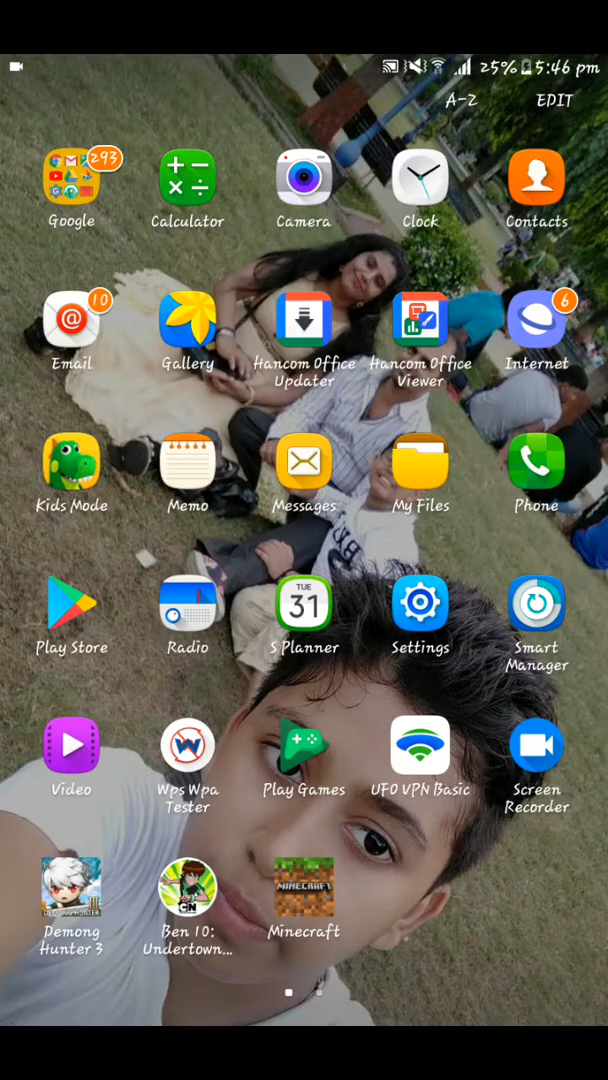 25% 5:46 pm
A-Z EDIT
293
Google Calculator Camera Clock Contacts
10 6
@
Email Gallery Hancom Office Updater Hancom Office Viewer Internet
Kids Mode Memo Messages My Files Phone
TUE
31
Play Store Radio S Planner Settings Smart Manager
W
Video Wps Wpa Tester Play Games UFO VPN Basic Screen Recorder
DEMONG HUNTER
CN
MINECRAFT
Demong Hunter 3 Ben 10: Undertown... Minecraft